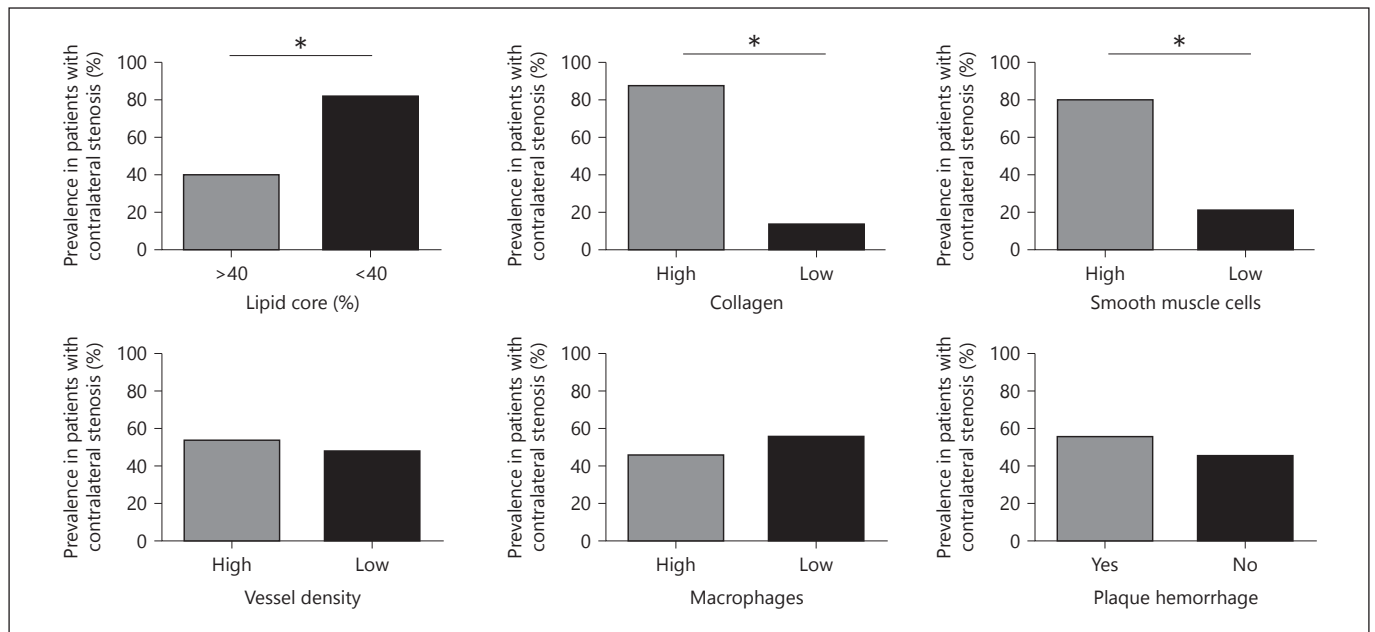 Prevalence in patients with
contralateral stenosis (%)
100
80
60
40
20
0
*
>40
<40
Lipid core (%)
Prevalence in patients with
contralateral stenosis (%)
100
80
60
40
20
0
*
High
Low
Collagen
Prevalence in patients with
contralateral stenosis (%)
100
80
60
40
20
0
*
High
Low
Smooth muscle cells
Prevalence in patients with
contralateral stenosis (%)
100
80
60
40
20
0
High
Low
Vessel density
Prevalence in patients with
contralateral stenosis (%)
100
80
60
40
20
0
High
Low
Macrophages
Prevalence in patients with
contralateral stenosis (%)
100
80
60
40
20
0
Yes
No
Plaque hemorrhage